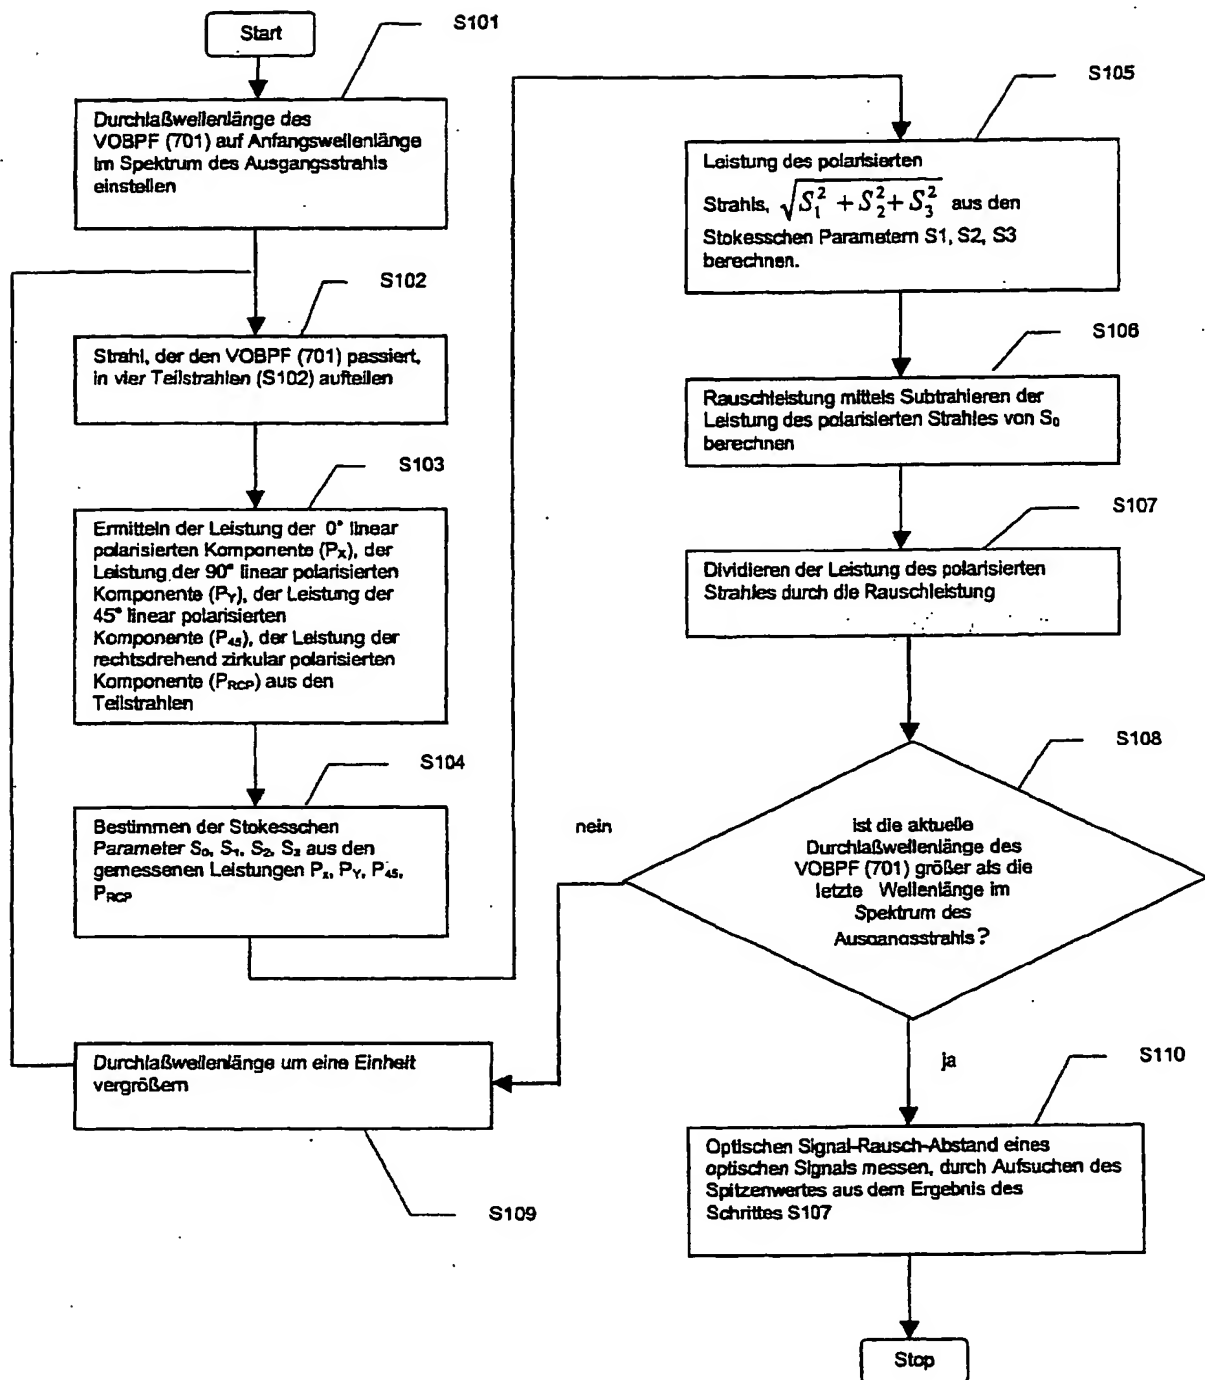 Start
S101
Durchlaßwellenlänge des
VOBPF (701) auf Anfangswellenlänge
im Spektrum des Ausgangsstrahls
einstellen
S102
Strahl, der den VOBPF (701) passiert,
in vier Teilstrahlen (S102) aufteilen
S103
Ermitteln der Leistung der 0° linear
polarisierten Komponente (Pₓ), der
Leistung der 90° linear polarisierten
Komponente (P_Y), der Leistung der
45° linear polarisierten
Komponente (P₄₅), der Leistung der
rechtsdrehend zirkular polarisierten
Komponente (P_RCP) aus den
Teilstrahlen
S104
Bestimmen der Stokesschen
Parameter S₀, S₁, S₂, S₃ aus den
gemessenen Leistungen Pₓ, P_Y, P₄₅,
P_RCP
S105
Leistung des polarisierten
Strahls, √(S₁² + S₂² + S₃²) aus den
Stokesschen Parametern S1, S2, S3
berechnen.
S106
Rauschleistung mittels Subtrahieren der
Leistung des polarisierten Strahles von S₀
berechnen
S107
Dividieren der Leistung des polarisierten
Strahles durch die Rauschleistung
S108
ist die aktuelle
Durchlaßwellenlänge des
VOBPF (701) größer als die
letzte Wellenlänge im
Spektrum des
Ausgangsstrahls?
nein
ja
Durchlaßwellenlänge um eine Einheit
vergrößern
S109
S110
Optischen Signal-Rausch-Abstand eines
optischen Signals messen, durch Aufsuchen des
Spitzenwertes aus dem Ergebnis des
Schrittes S107
Stop